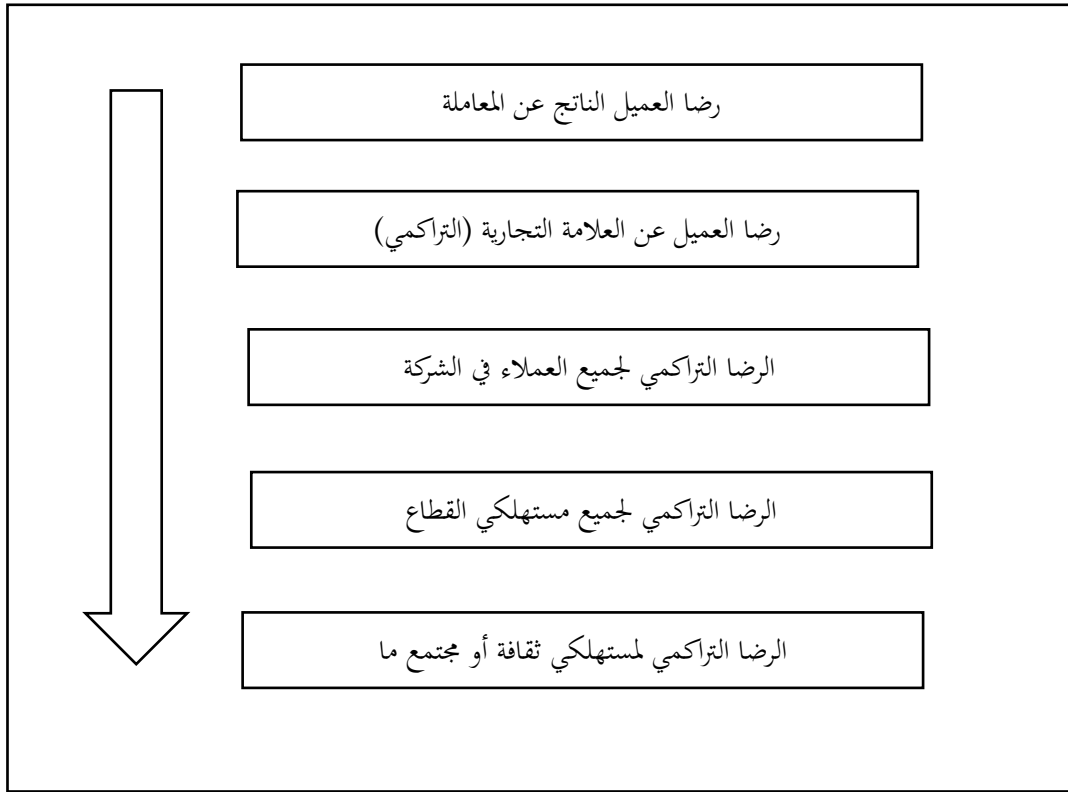 رضا العميل الناتج عن المعاملة
رضا العميل عن العلامة التجارية (التراكمي)
الرضا التراكمي لجميع العملاء في الشركة
الرضا التراكمي لجميع مستهلكي القطاع
الرضا التراكمي لمستهلكي ثقافة أو مجتمع ما